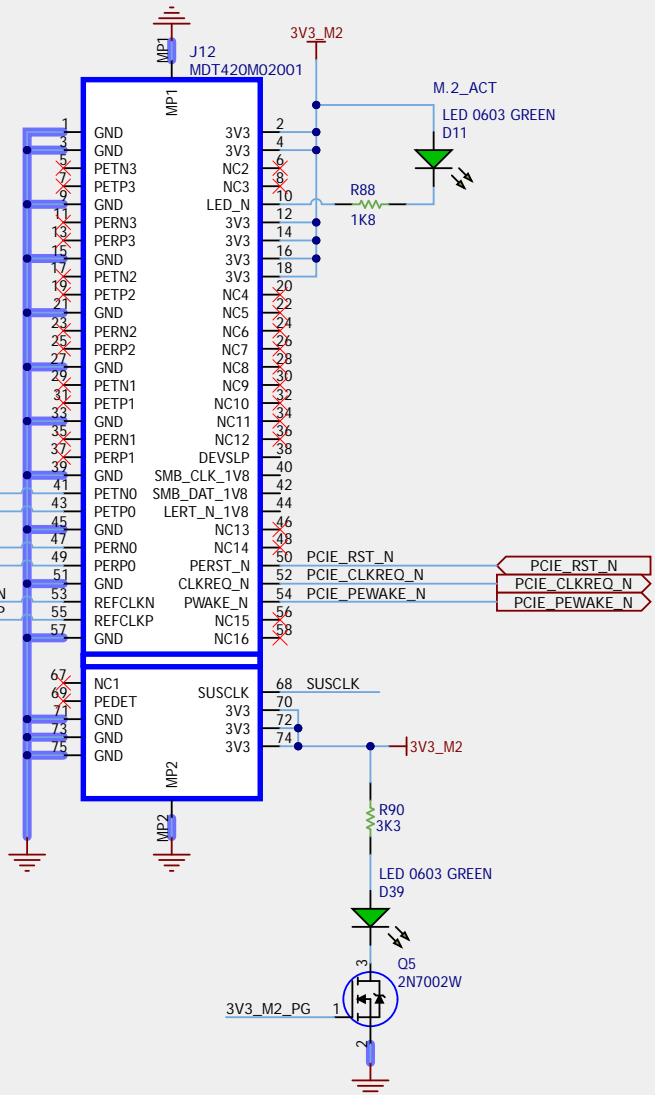 3V3_M2
MP1
J12
MDT420M02001
MP1
M.2_ACT
LED 0603 GREEN
D11
R88
1K8
1 GND 3V3 2
3 GND 3V3 4
5 PETN3 NC2 6
7 PETP3 NC3 8
9 GND LED_N 10
11 PERN3 3V3 12
13 PERP3 3V3 14
15 GND 3V3 16
17 PETN2 3V3 18
19 PETP2 NC4 20
21 GND NC5 22
23 PERN2 NC6 24
25 PERP2 NC7 26
27 GND NC8 28
29 PETN1 NC9 30
31 PETP1 NC10 32
33 GND NC11 34
35 PERN1 NC12 36
37 PERP1 DEVSLP 38
39 GND SMB_CLK_1V8 40
41 PETN0 SMB_DAT_1V8 42
43 PETP0 LERT_N_1V8 44
45 GND NC13 46
47 PERN0 NC14 48
49 PERP0 PERST_N 50 PCIE_RST_N PCIE_RST_N
51 GND CLKREQ_N 52 PCIE_CLKREQ_N PCIE_CLKREQ_N
N 53 REFCLKN PWAKE_N 54 PCIE_PEWAKE_N PCIE_PEWAKE_N
P 55 REFCLKP NC15 56
57 GND NC16 58
67 NC1 SUSCLK 68 SUSCLK
69 PEDET 3V3 70
71 GND 3V3 72
73 GND 3V3 74 3V3_M2
75 GND
MP2
MP2
R90
3K3
LED 0603 GREEN
D39
3
Q5
2N7002W
3V3_M2_PG 1
2